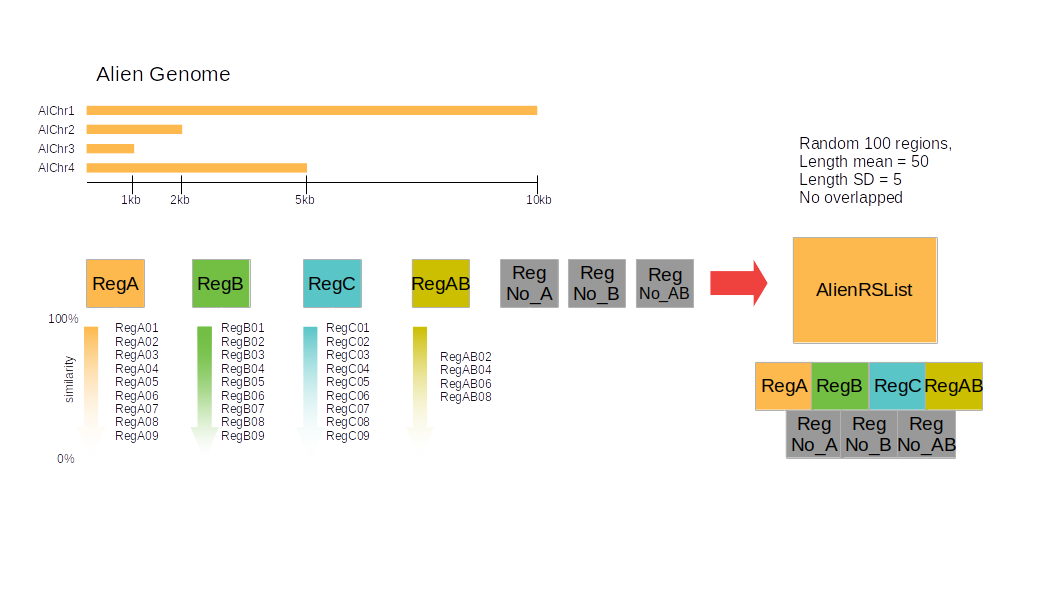 Alien Genome
AlChr1
AlChr2
AlChr3
AlChr4
1kb
2kb
5kb
10kb
Random 100 regions,
Length mean = 50
Length SD = 5
No overlapped
RegA
RegB
RegC
RegAB
Reg
No_A
Reg
No_B
Reg
No_AB
AlienRSList
100%
similarity
0%
RegA01
RegA02
RegA03
RegA04
RegA05
RegA06
RegA07
RegA08
RegA09
RegB01
RegB02
RegB03
RegB04
RegB05
RegB06
RegB07
RegB08
RegB09
RegC01
RegC02
RegC03
RegC04
RegC05
RegC06
RegC07
RegC08
RegC09
RegAB02
RegAB04
RegAB06
RegAB08
RegA
RegB
RegC
RegAB
Reg
No_A
Reg
No_B
Reg
No_AB